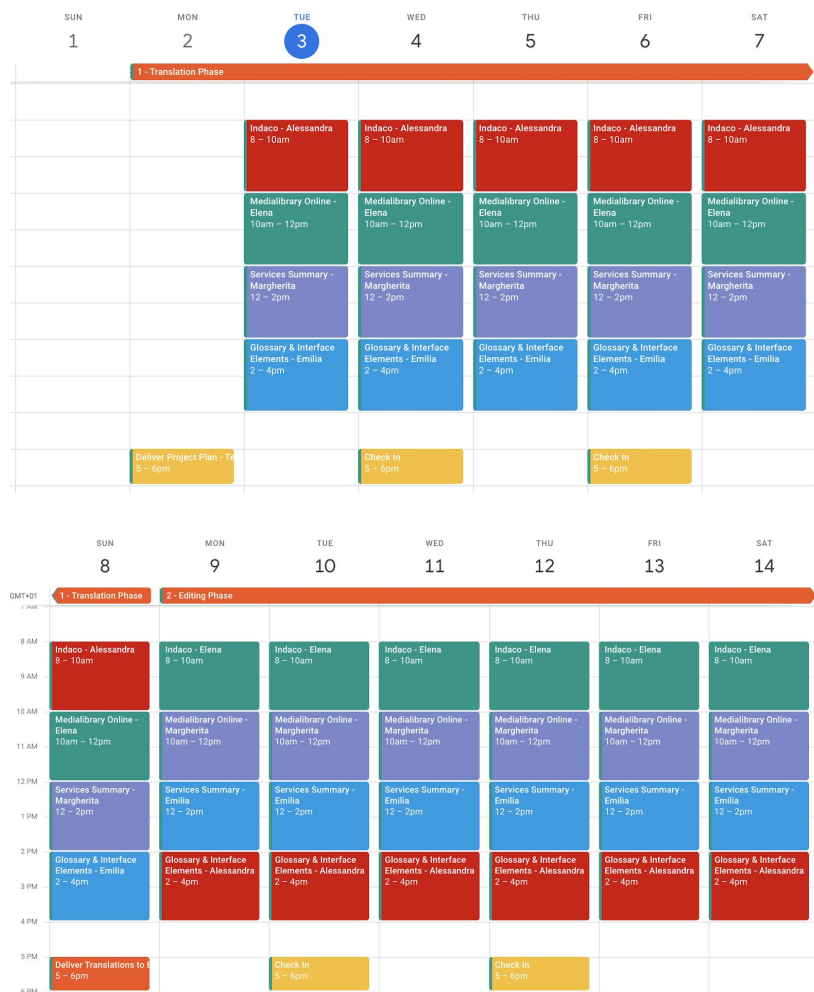 SUN
MON
TUE
WED
THU
FRI
SAT
1
2
3
4
5
6
7
1 - Translation Phase
Indaco - Alessandra
8 – 10am
Indaco - Alessandra
8 – 10am
Indaco - Alessandra
8 – 10am
Indaco - Alessandra
8 – 10am
Indaco - Alessandra
8 – 10am
Medialibrary Online -
Elena
10am – 12pm
Medialibrary Online -
Elena
10am – 12pm
Medialibrary Online -
Elena
10am – 12pm
Medialibrary Online -
Elena
10am – 12pm
Medialibrary Online -
Elena
10am – 12pm
Services Summary -
Margherita
12 – 2pm
Services Summary -
Margherita
12 – 2pm
Services Summary -
Margherita
12 – 2pm
Services Summary -
Margherita
12 – 2pm
Services Summary -
Margherita
12 – 2pm
Glossary & Interface
Elements - Emilia
2 – 4pm
Glossary & Interface
Elements - Emilia
2 – 4pm
Glossary & Interface
Elements - Emilia
2 – 4pm
Glossary & Interface
Elements - Emilia
2 – 4pm
Glossary & Interface
Elements - Emilia
2 – 4pm
Deliver Project Plan - Te
5 – 6pm
Check In
5 – 6pm
Check In
5 – 6pm
SUN
MON
TUE
WED
THU
FRI
SAT
8
9
10
11
12
13
14
GMT+01
1 - Translation Phase
2 - Editing Phase
7 AM
8 AM
Indaco - Alessandra
8 – 10am
Indaco - Elena
8 – 10am
Indaco - Elena
8 – 10am
Indaco - Elena
8 – 10am
Indaco - Elena
8 – 10am
Indaco - Elena
8 – 10am
Indaco - Elena
8 – 10am
9 AM
10 AM
Medialibrary Online -
Elena
10am – 12pm
Medialibrary Online -
Margherita
10am – 12pm
Medialibrary Online -
Margherita
10am – 12pm
Medialibrary Online -
Margherita
10am – 12pm
Medialibrary Online -
Margherita
10am – 12pm
Medialibrary Online -
Margherita
10am – 12pm
Medialibrary Online -
Margherita
10am – 12pm
11 AM
12 PM
Services Summary -
Margherita
12 – 2pm
Services Summary -
Emilia
12 – 2pm
Services Summary -
Emilia
12 – 2pm
Services Summary -
Emilia
12 – 2pm
Services Summary -
Emilia
12 – 2pm
Services Summary -
Emilia
12 – 2pm
Services Summary -
Emilia
12 – 2pm
1 PM
2 PM
Glossary & Interface
Elements - Emilia
2 – 4pm
Glossary & Interface
Elements - Alessandra
2 – 4pm
Glossary & Interface
Elements - Alessandra
2 – 4pm
Glossary & Interface
Elements - Alessandra
2 – 4pm
Glossary & Interface
Elements - Alessandra
2 – 4pm
Glossary & Interface
Elements - Alessandra
2 – 4pm
Glossary & Interface
Elements - Alessandra
2 – 4pm
3 PM
4 PM
5 PM
Deliver Translations to
5 – 6pm
Check In
5 – 6pm
Check In
5 – 6pm
6 PM